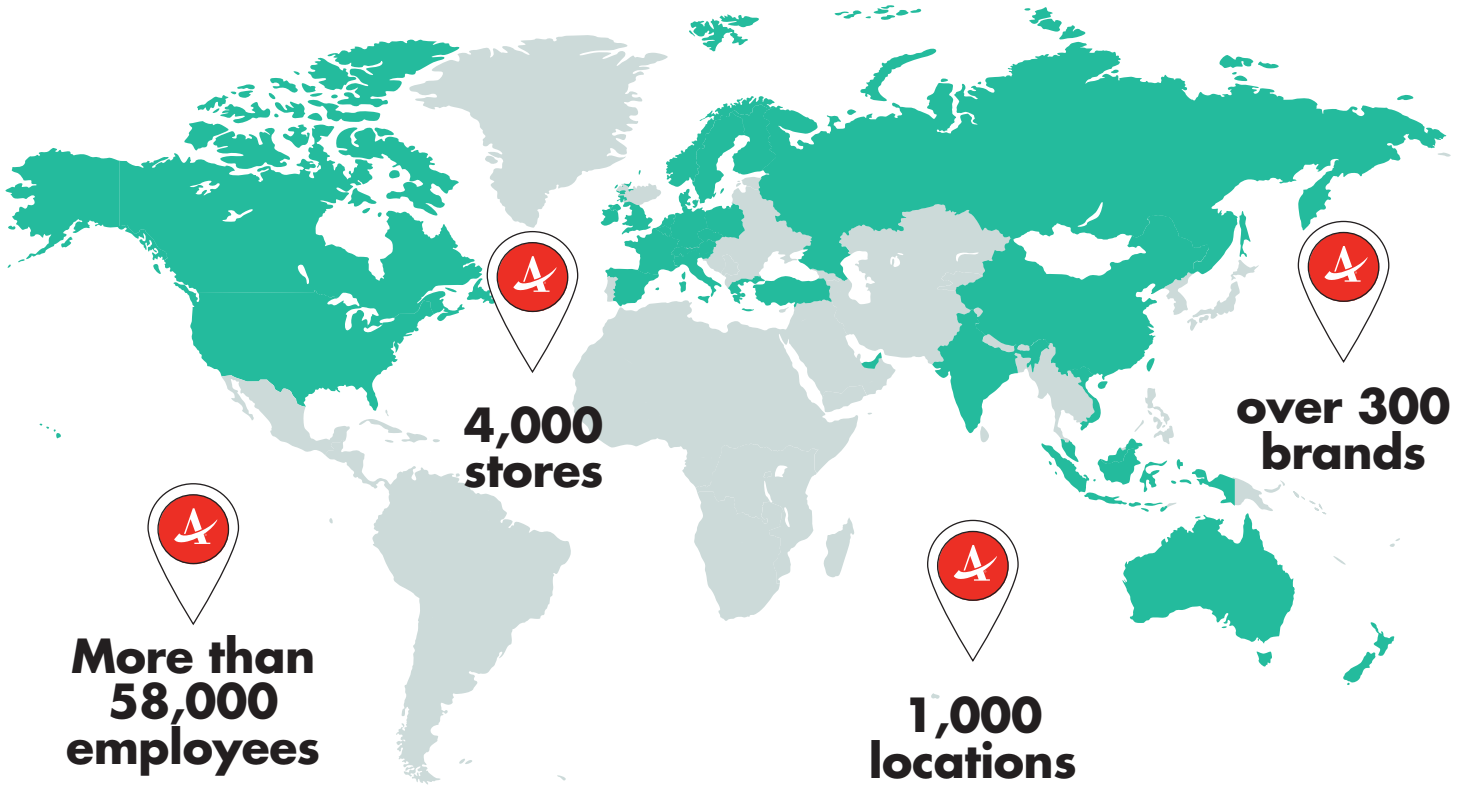 4,000
stores
over 300
brands
More than
58,000
employees
1,000
locations